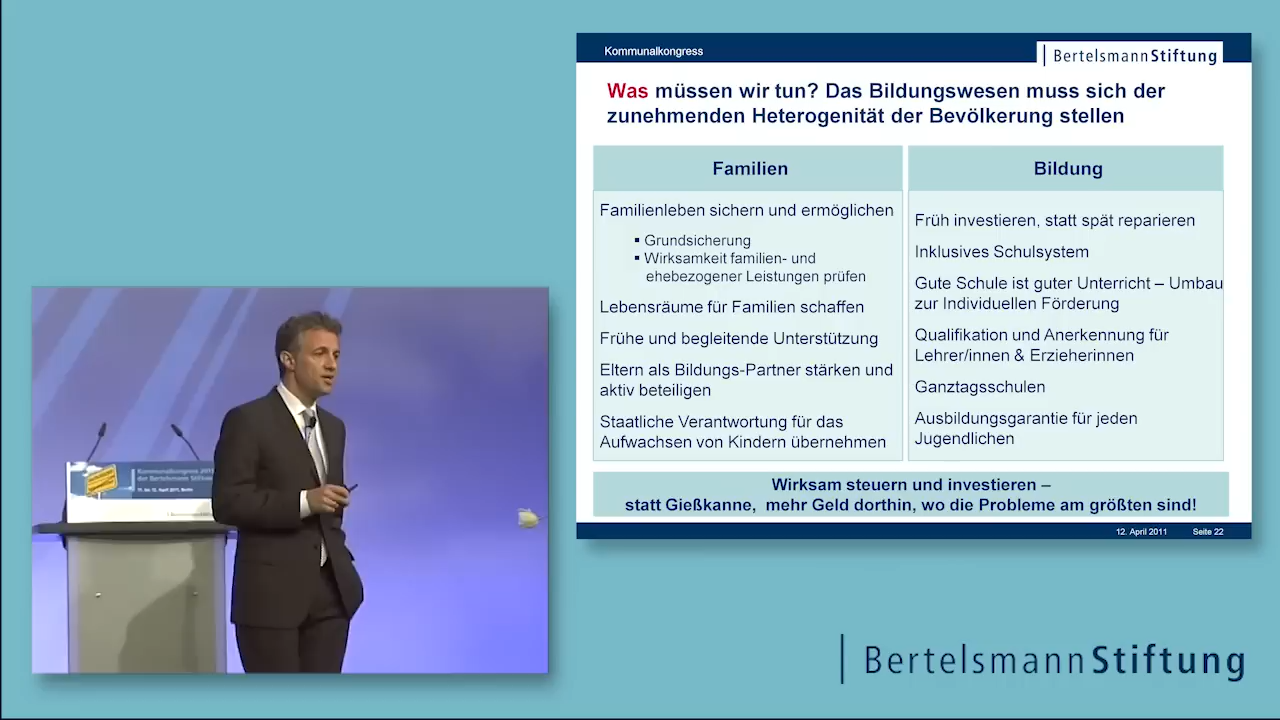 Kommunalkongress
BertelsmannStiftung
Was müssen wir tun? Das Bildungswesen muss sich der
zunehmenden Heterogenität der Bevölkerung stellen
Familien
Familienleben sichern und ermöglichen
▪ Grundsicherung
▪ Wirksamkeit familien- und
ehebezogener Leistungen prüfen
Lebensräume für Familien schaffen
Frühe und begleitende Unterstützung
Eltern als Bildungs-Partner stärken und
aktiv beteiligen
Staatliche Verantwortung für das
Aufwachsen von Kindern übernehmen
Bildung
Früh investieren, statt spät reparieren
Inklusives Schulsystem
Gute Schule ist guter Unterricht – Umbau
zur Individuellen Förderung
Qualifikation und Anerkennung für
Lehrer/innen & Erzieherinnen
Ganztagsschulen
Ausbildungsgarantie für jeden
Jugendlichen
Wirksam steuern und investieren –
statt Gießkanne, mehr Geld dorthin, wo die Probleme am größten sind!
12. April 2011 Seite 22
Kommunalkongress 201
der Bertelsmann Stiftun
BertelsmannStiftung